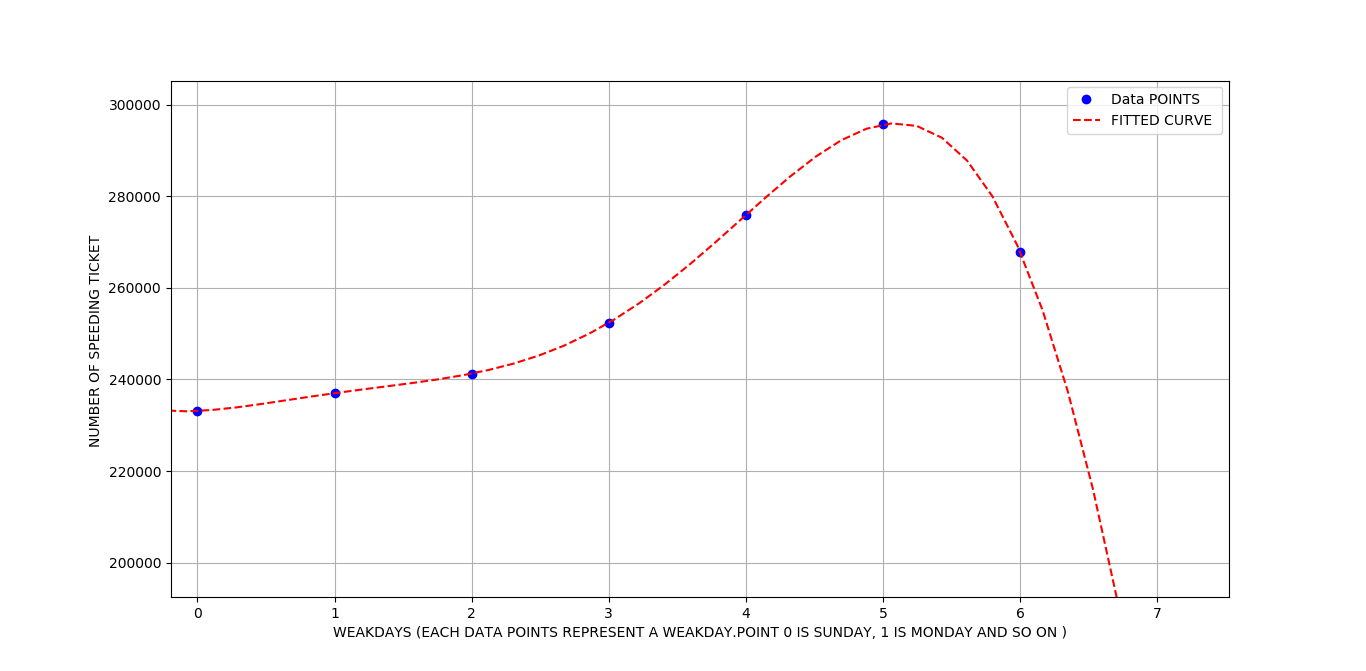 300000
280000
260000
240000
220000
200000
NUMBER OF SPEEDING TICKET
Data POINTS
FITTED CURVE
0 1 2 3 4 5 6 7
WEAKDAYS (EACH DATA POINTS REPRESENT A WEAKDAY.POINT 0 IS SUNDAY, 1 IS MONDAY AND SO ON )